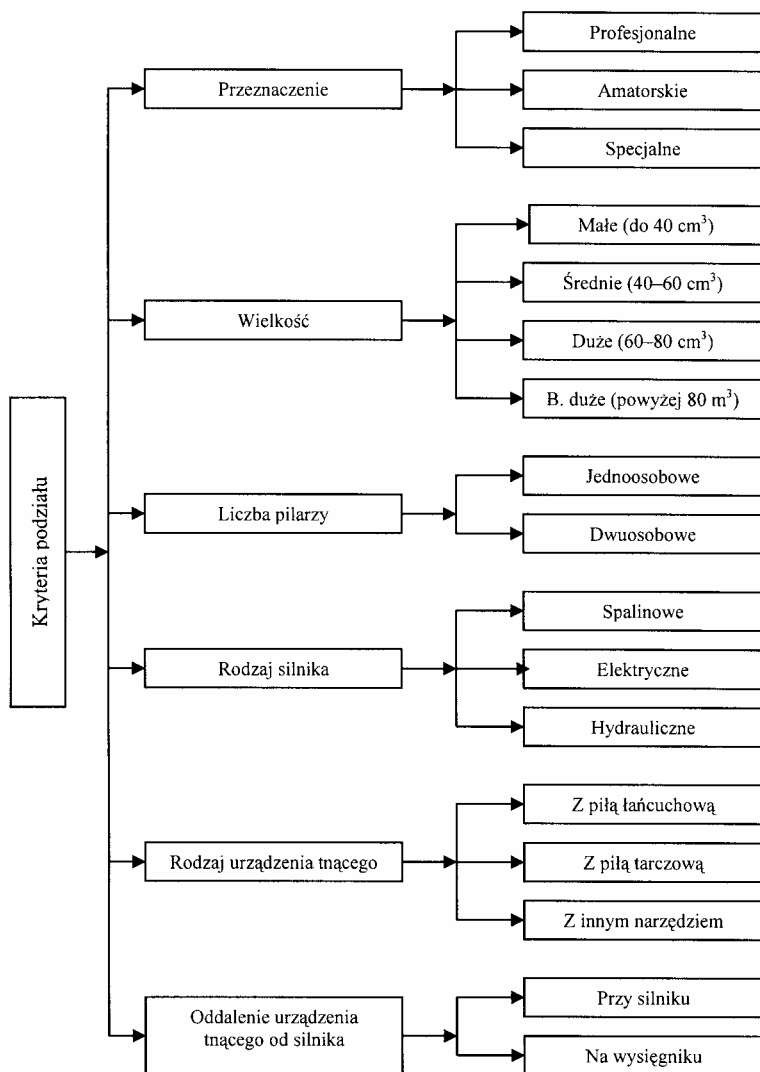 Kryteria podziału
Przeznaczenie
Profesjonalne
Amatorskie
Specjalne
Wielkość
Małe (do 40 cm³)
Średnie (40–60 cm³)
Duże (60–80 cm³)
B. duże (powyżej 80 m³)
Liczba pilarzy
Jednoosobowe
Dwuosobowe
Rodzaj silnika
Spalinowe
Elektryczne
Hydrauliczne
Rodzaj urządzenia tnącego
Z piłą łańcuchową
Z piłą tarczową
Z innym narzędziem
Oddalenie urządzenia
tnącego od silnika
Przy silniku
Na wysięgniku